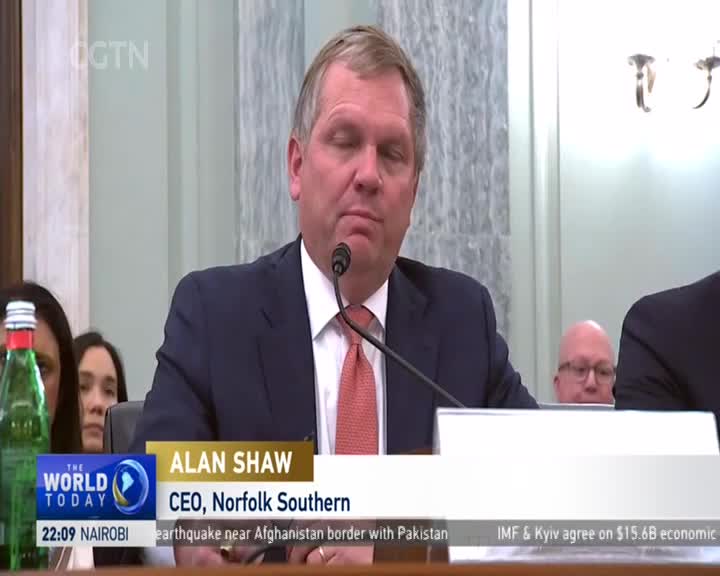 CGTN
ALAN SHAW
THE
WORLD
TODAY
CEO, Norfolk Southern
22:09 NAIROBI
earthquake near Afghanistan border with Pakistan
IMF & Kyiv agree on $15.6B economic